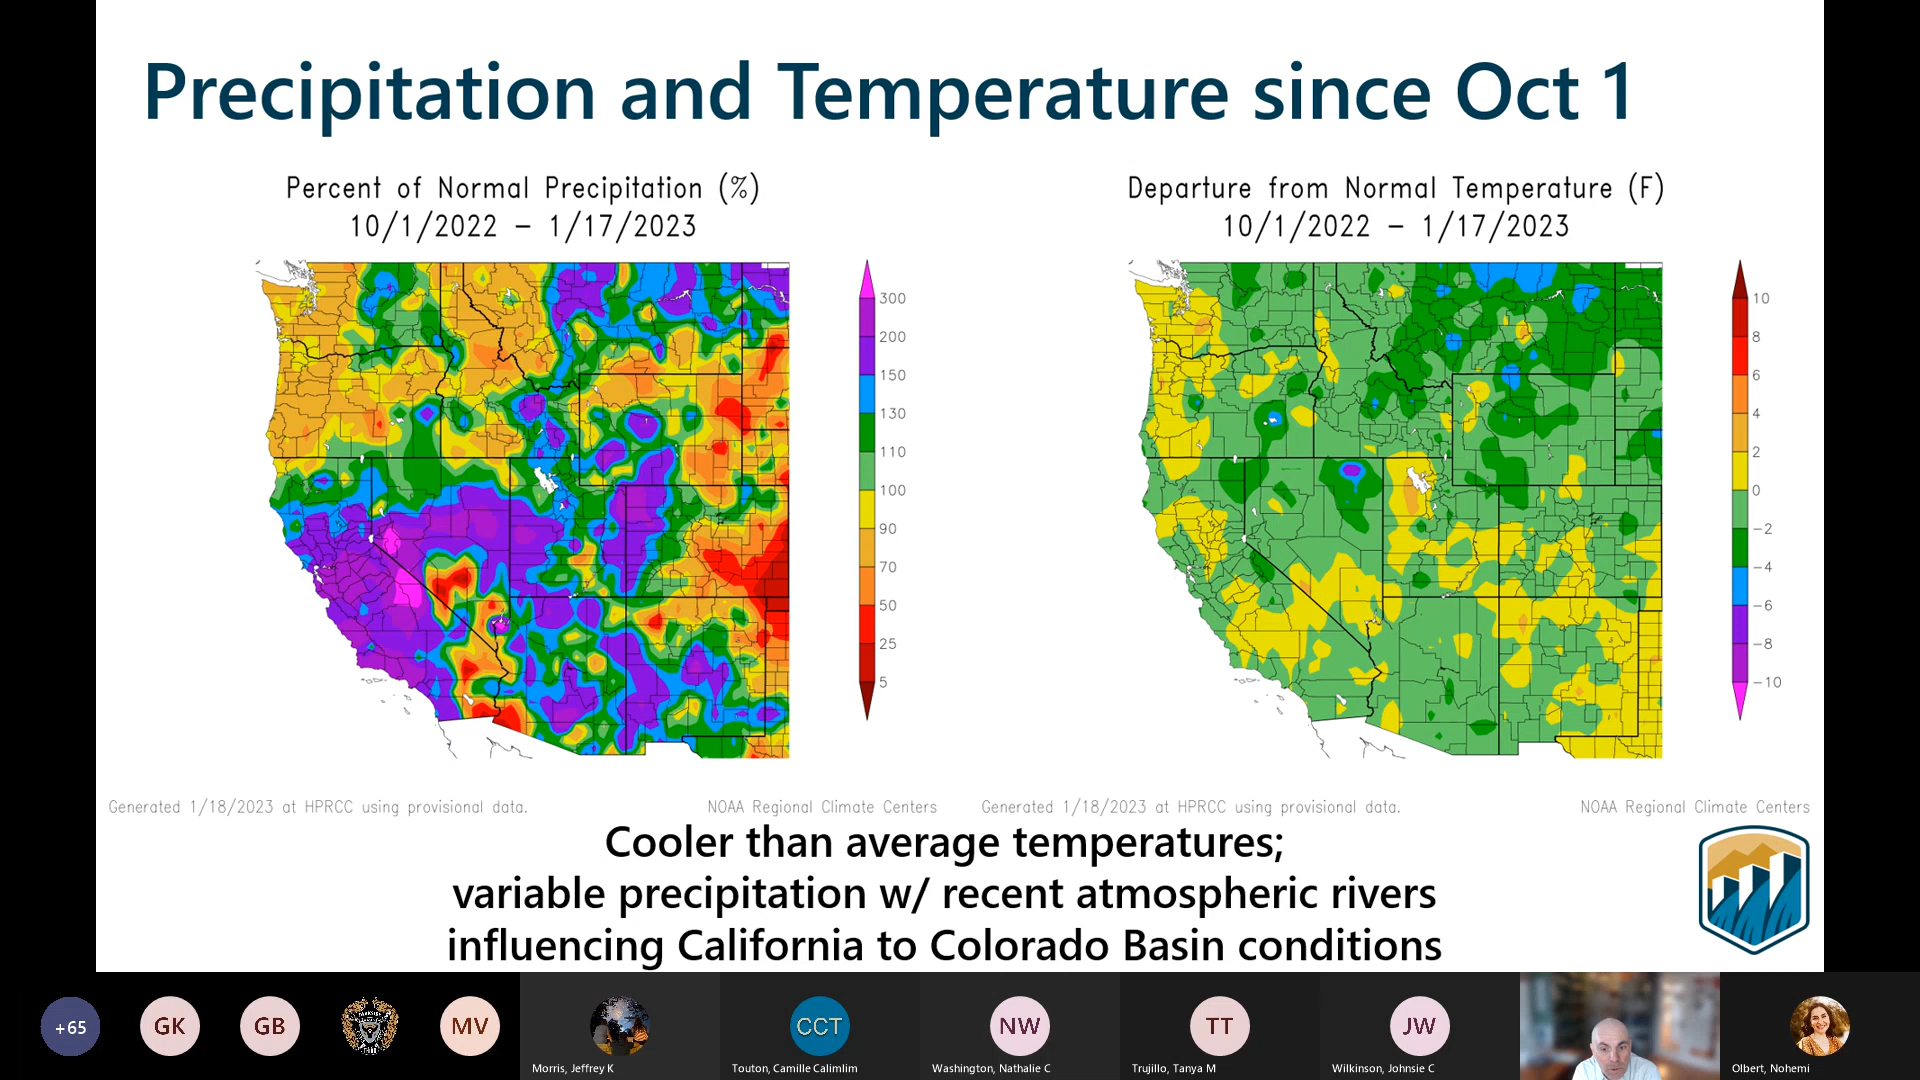 Precipitation and Temperature since Oct 1
Percent of Normal Precipitation (%)
10/1/2022 – 1/17/2023
300
200
150
130
110
100
90
70
50
25
5
Generated 1/18/2023 at HPRCC using provisional data.
NOAA Regional Climate Centers
Departure from Normal Temperature (F)
10/1/2022 – 1/17/2023
10
8
6
4
2
0
−2
−4
−6
−8
−10
Generated 1/18/2023 at HPRCC using provisional data.
NOAA Regional Climate Centers
Cooler than average temperatures;
variable precipitation w/ recent atmospheric rivers
influencing California to Colorado Basin conditions
+65
GK
GB
MV
Morris, Jeffrey K
CCT
Touton, Camille Calimlim
NW
Washington, Nathalie C
TT
Trujillo, Tanya M
JW
Wilkinson, Johnsie C
Olbert, Nohemi